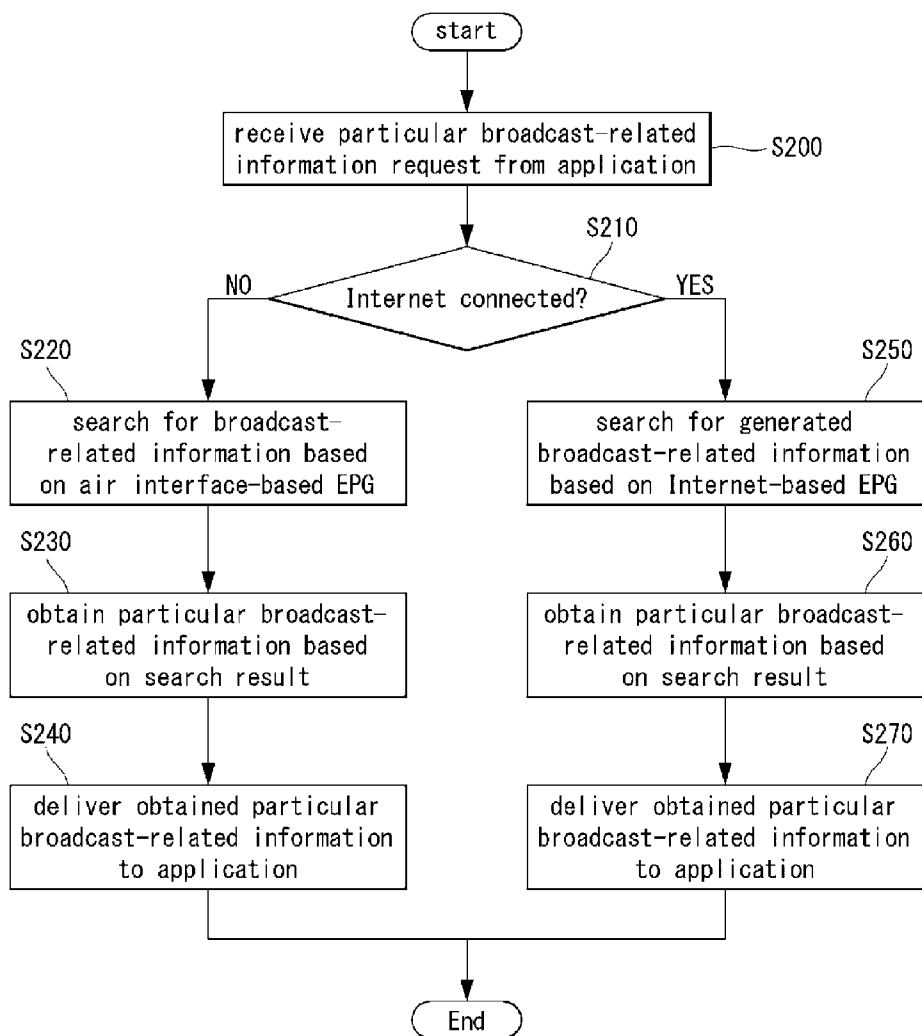 start
receive particular broadcast-related
information request from application
S200
S210
Internet connected?
NO
YES
S220
search for broadcast-
related information based
on air interface-based EPG
S230
obtain particular broadcast-
related information based
on search result
S240
deliver obtained particular
broadcast-related information
to application
S250
search for generated
broadcast-related information
based on Internet-based EPG
S260
obtain particular broadcast-
related information based
on search result
S270
deliver obtained particular
broadcast-related information
to application
End